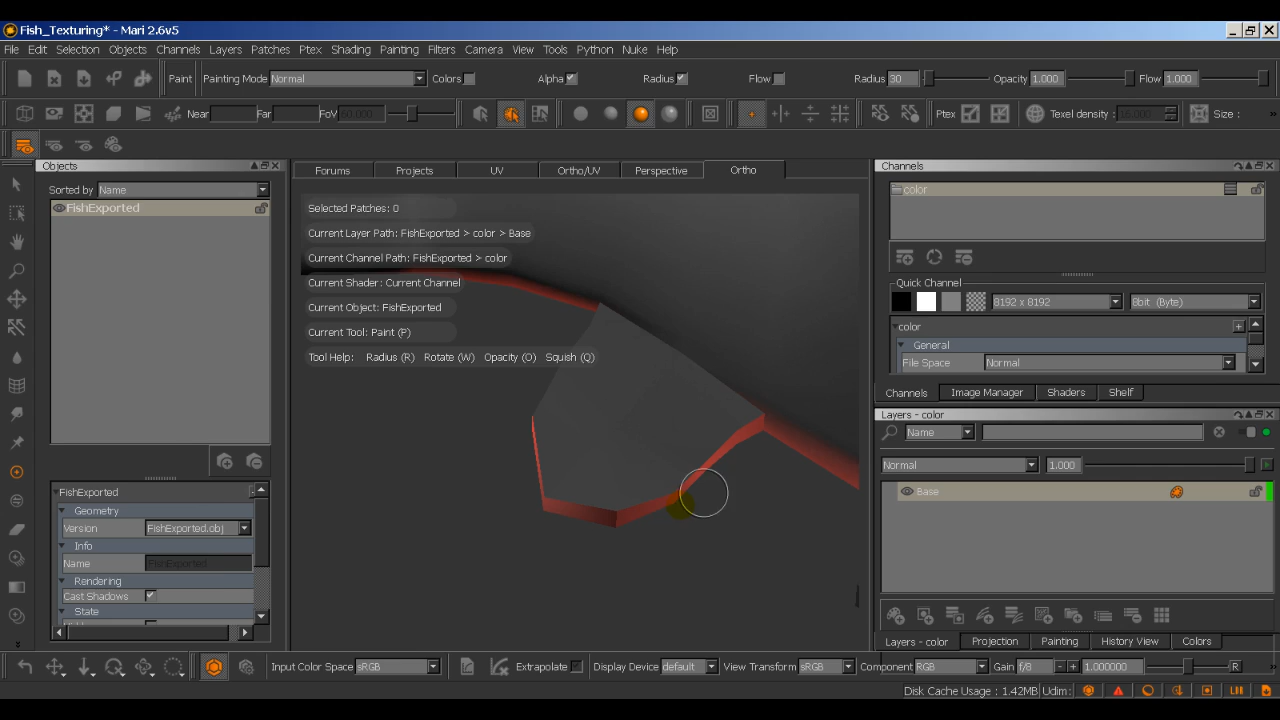 Fish_Texturing* - Mari 2.6v5
File Edit Selection Objects Channels Layers Patches Ptex Shading Painting Filters Camera View Tools Python Nuke Help
Paint Painting Mode Normal Colors Alpha Radius Flow Radius 30 Opacity 1.000 Flow 1.000
Near Far FoV Ptex Texel density : Size :
Objects
Sorted by Name
FishExported
FishExported
Geometry
Version FishExported.obj
Info
Name FishExported
Rendering
Cast Shadows
State
Forums Projects UV Ortho/UV Perspective Ortho
Selected Patches: 0
Current Layer Path: FishExported > color > Base
Current Channel Path: FishExported > color
Current Shader: Current Channel
Current Object: FishExported
Current Tool: Paint (P)
Tool Help: Radius (R) Rotate (W) Opacity (O) Squish (Q)
Channels
color
Quick Channel
8192 x 8192 8bit (Byte)
color
General
File Space Normal
Channels Image Manager Shaders Shelf
Layers - color
Name
Normal 1.000
Base
Layers - color Projection Painting History View Colors
Input Color Space sRGB Extrapolate Display Device default View Transform sRGB Component RGB Gain f/8 - + 1.000000 R
Disk Cache Usage : 1.42MB Udim: